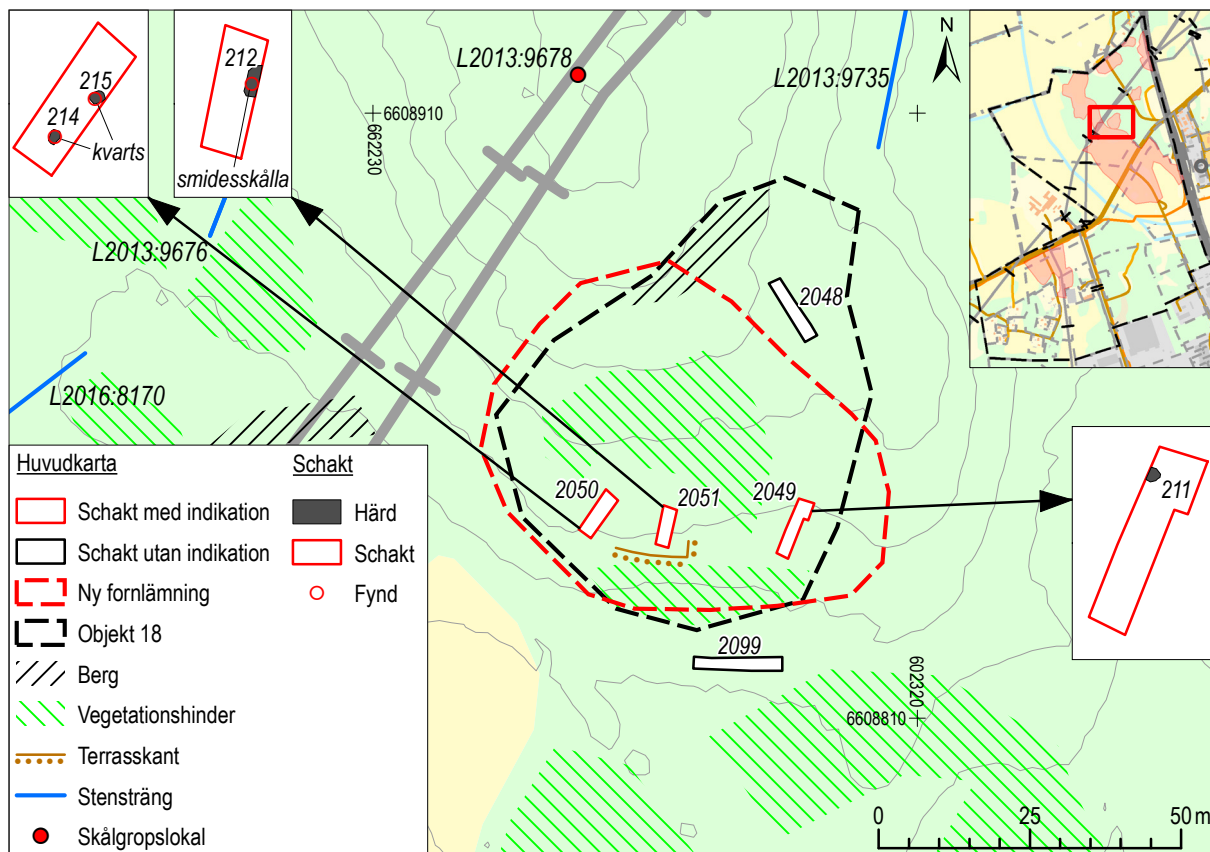 215
214
kvarts
212
smidesskålla
L2013:9678
L2013:9735
N
6608910
662230
L2013:9676
L2016:8170
2048
2050
2051
2049
211
2099
602320
6608810
Huvudkarta
Schakt
Schakt med indikation
Härd
Schakt utan indikation
Schakt
Ny fornlämning
Fynd
Objekt 18
Berg
Vegetationshinder
Terrasskant
Stensträng
Skålgropslokal
0 25 50 m